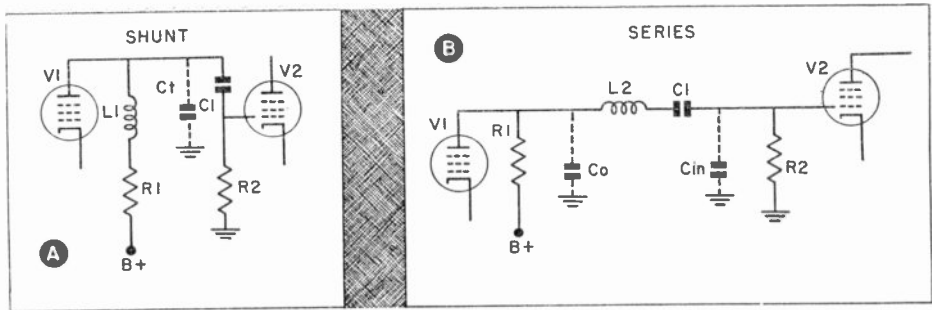 SHUNT
V1
L1
Ct
C1
V2
R1
R2
A
B+
B
SERIES
V2
L2
C1
V1
R1
Co
Cin
R2
B+